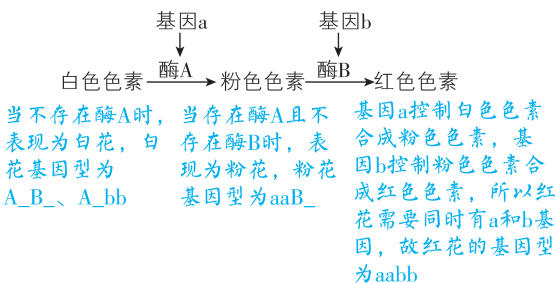 基因a 基因b
酶A 酶B
白色色素 粉色色素 红色色素
当不存在酶A时，
表现为白花，白
花基因型为
A_B_、A_bb
当存在酶A且不
存在酶B时，表
现为粉花，粉花
基因型为aaB_
基因a控制白色色素
合成粉色色素，基
因b控制粉色色素合
成红色色素，所以红
花需要同时有a和b基
因，故红花的基因型
为aabb